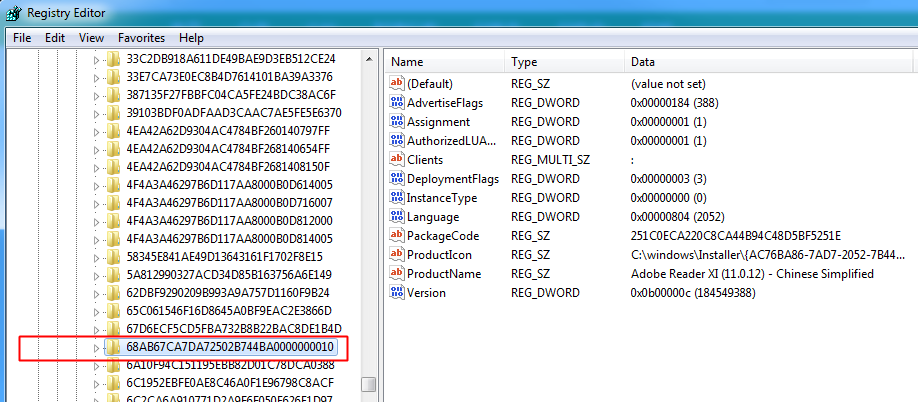 Registry Editor
File Edit View Favorites Help
33C2DB918A611DE49BAE9D3EB512CE24
33E7CA73E0EC8B4D7614101BA39A3376
387135F27FBBFC04CA5FE24BDC38AC6F
39103BDF0ADFAAD3CAAC7AE5FE5E6370
4EA42A62D9304AC4784BF260140797FF
4EA42A62D9304AC4784BF268140654FF
4EA42A62D9304AC4784BF2681408150F
4F4A3A46297B6D117AA8000B0D614005
4F4A3A46297B6D117AA8000B0D716007
4F4A3A46297B6D117AA8000B0D812000
4F4A3A46297B6D117AA8000B0D814005
58345E841AE49D13643161F1702F8E15
5A812990327ACD34D85B163756A6E149
62DBF9290209B993A9A757D1160F9B24
65C061546F16D8645A0BF9EAC2E3866D
67D6ECF5CD5FBA732B8B22BAC8DE1B4D
68AB67CA7DA72502B744BA0000000010
6A10F94C151195EBB82D01C78DCA0388
6C1952EBFE0AE8C46A0F1E96798C8ACF
6C2CA6A910771D2A9F6F050F626F1D97
Name Type Data
(Default) REG_SZ (value not set)
AdvertiseFlags REG_DWORD 0x00000184 (388)
Assignment REG_DWORD 0x00000001 (1)
AuthorizedLUA... REG_DWORD 0x00000001 (1)
Clients REG_MULTI_SZ :
DeploymentFlags REG_DWORD 0x00000003 (3)
InstanceType REG_DWORD 0x00000000 (0)
Language REG_DWORD 0x00000804 (2052)
PackageCode REG_SZ 251C0ECA220C8CA44B94C48D5BF5251E
ProductIcon REG_SZ C:\windows\Installer\{AC76BA86-7AD7-2052-7B44...
ProductName REG_SZ Adobe Reader XI (11.0.12) - Chinese Simplified
Version REG_DWORD 0x0b00000c (184549388)